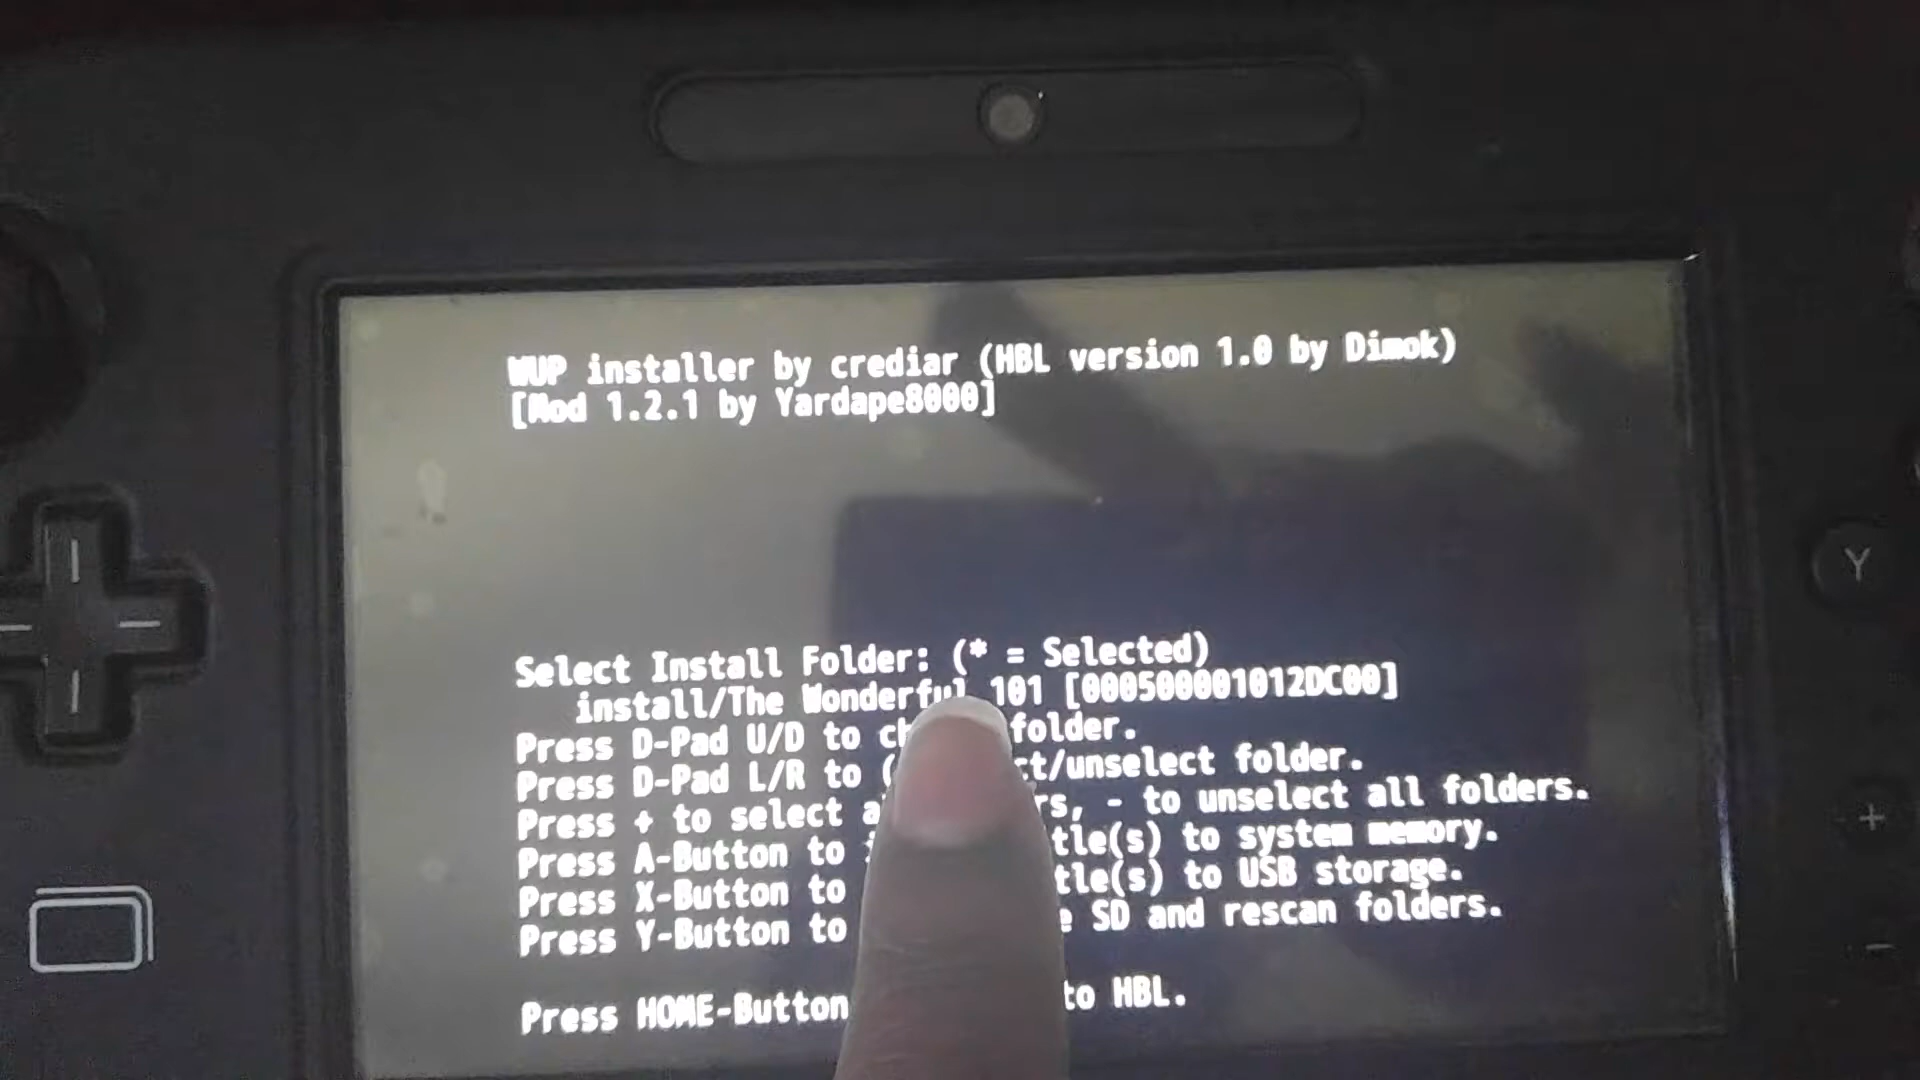 WUP installer by crediar (HBL version 1.0 by Dimok)
[Mod 1.2.1 by Yardape8000]
Select Install Folder: (* = Selected)
install/The Wonderful 101 [000500001012DC00]
Press D-Pad U/D to folder.
Press D-Pad L/R to ct/unselect folder.
Press + to select rs, - to unselect all folders.
Press A-Button to tle(s) to system memory.
Press X-Button to tle(s) to USB storage.
Press Y-Button to SD and rescan folders.
Press HOME-Button to HBL.
Y
+
-